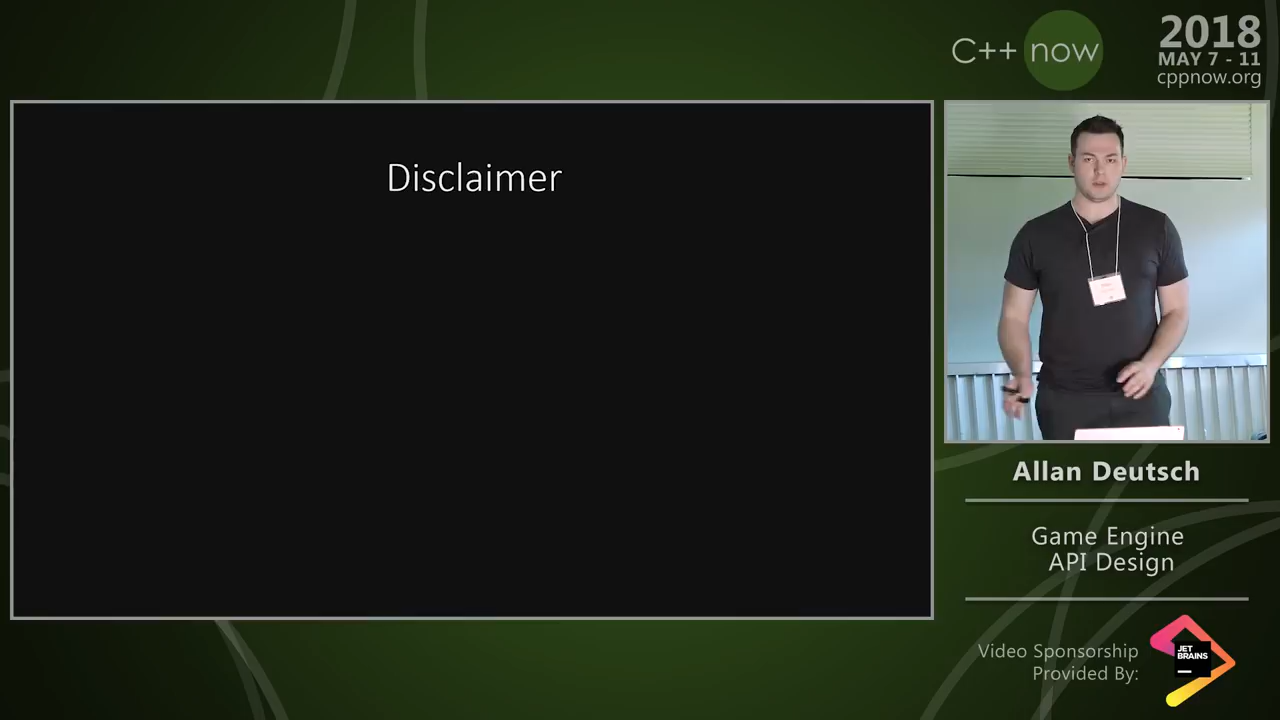 C++ now
2018
MAY 7 - 11
cppnow.org
Disclaimer
Allan Deutsch
Game Engine
API Design
Video Sponsorship
Provided By:
JET
BRAINS